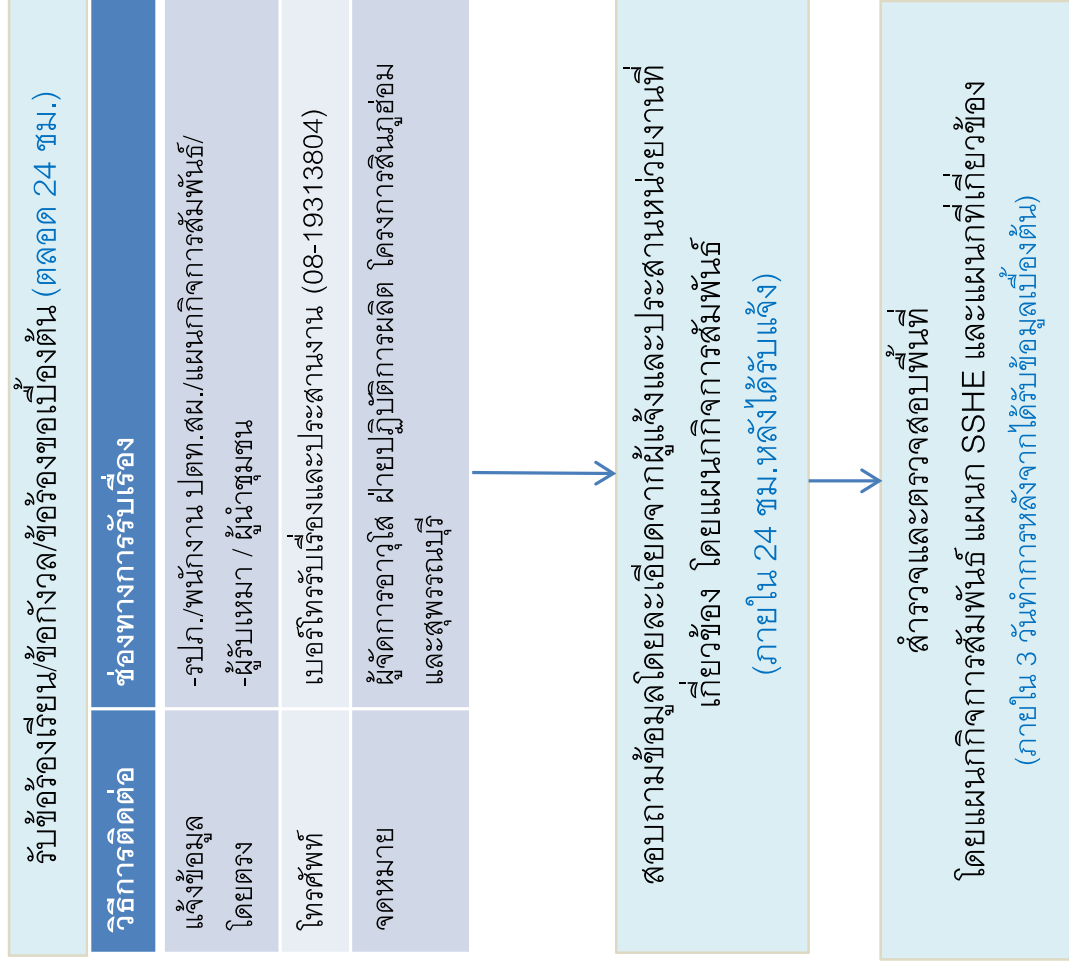 รับข้อร้องเรียน/ข้อกังวล/ข้อร้องขอเบื้องต้น (ตลอด 24 ชม.)
วิธีการติดต่อ ช่องทางการรับเรื่อง
แจ้งข้อมูล -รปภ./พนักงาน ปตท.สผ./แผนกกิจการสัมพันธ์/
โดยตรง -ผู้รับเหมา / ผู้นำชุมชน
โทรศัพท์ เบอร์โทรรับเรื่องและประสานงาน (08-19313804)
จดหมาย ผู้จัดการอาวุโส ฝ่ายปฏิบัติการผลิต โครงการสินภูฮ่อม
และสุพรรณบุรี
สอบถามข้อมูลโดยละเอียดจากผู้แจ้งและประสานหน่วยงานที่
เกี่ยวข้อง โดยแผนกกิจการสัมพันธ์
(ภายใน 24 ชม.หลังได้รับแจ้ง)
สำรวจและตรวจสอบพื้นที่
โดยแผนกกิจการสัมพันธ์ แผนก SSHE และแผนกที่เกี่ยวข้อง
(ภายใน 3 วันทำการหลังจากได้รับข้อมูลเบื้องต้น)